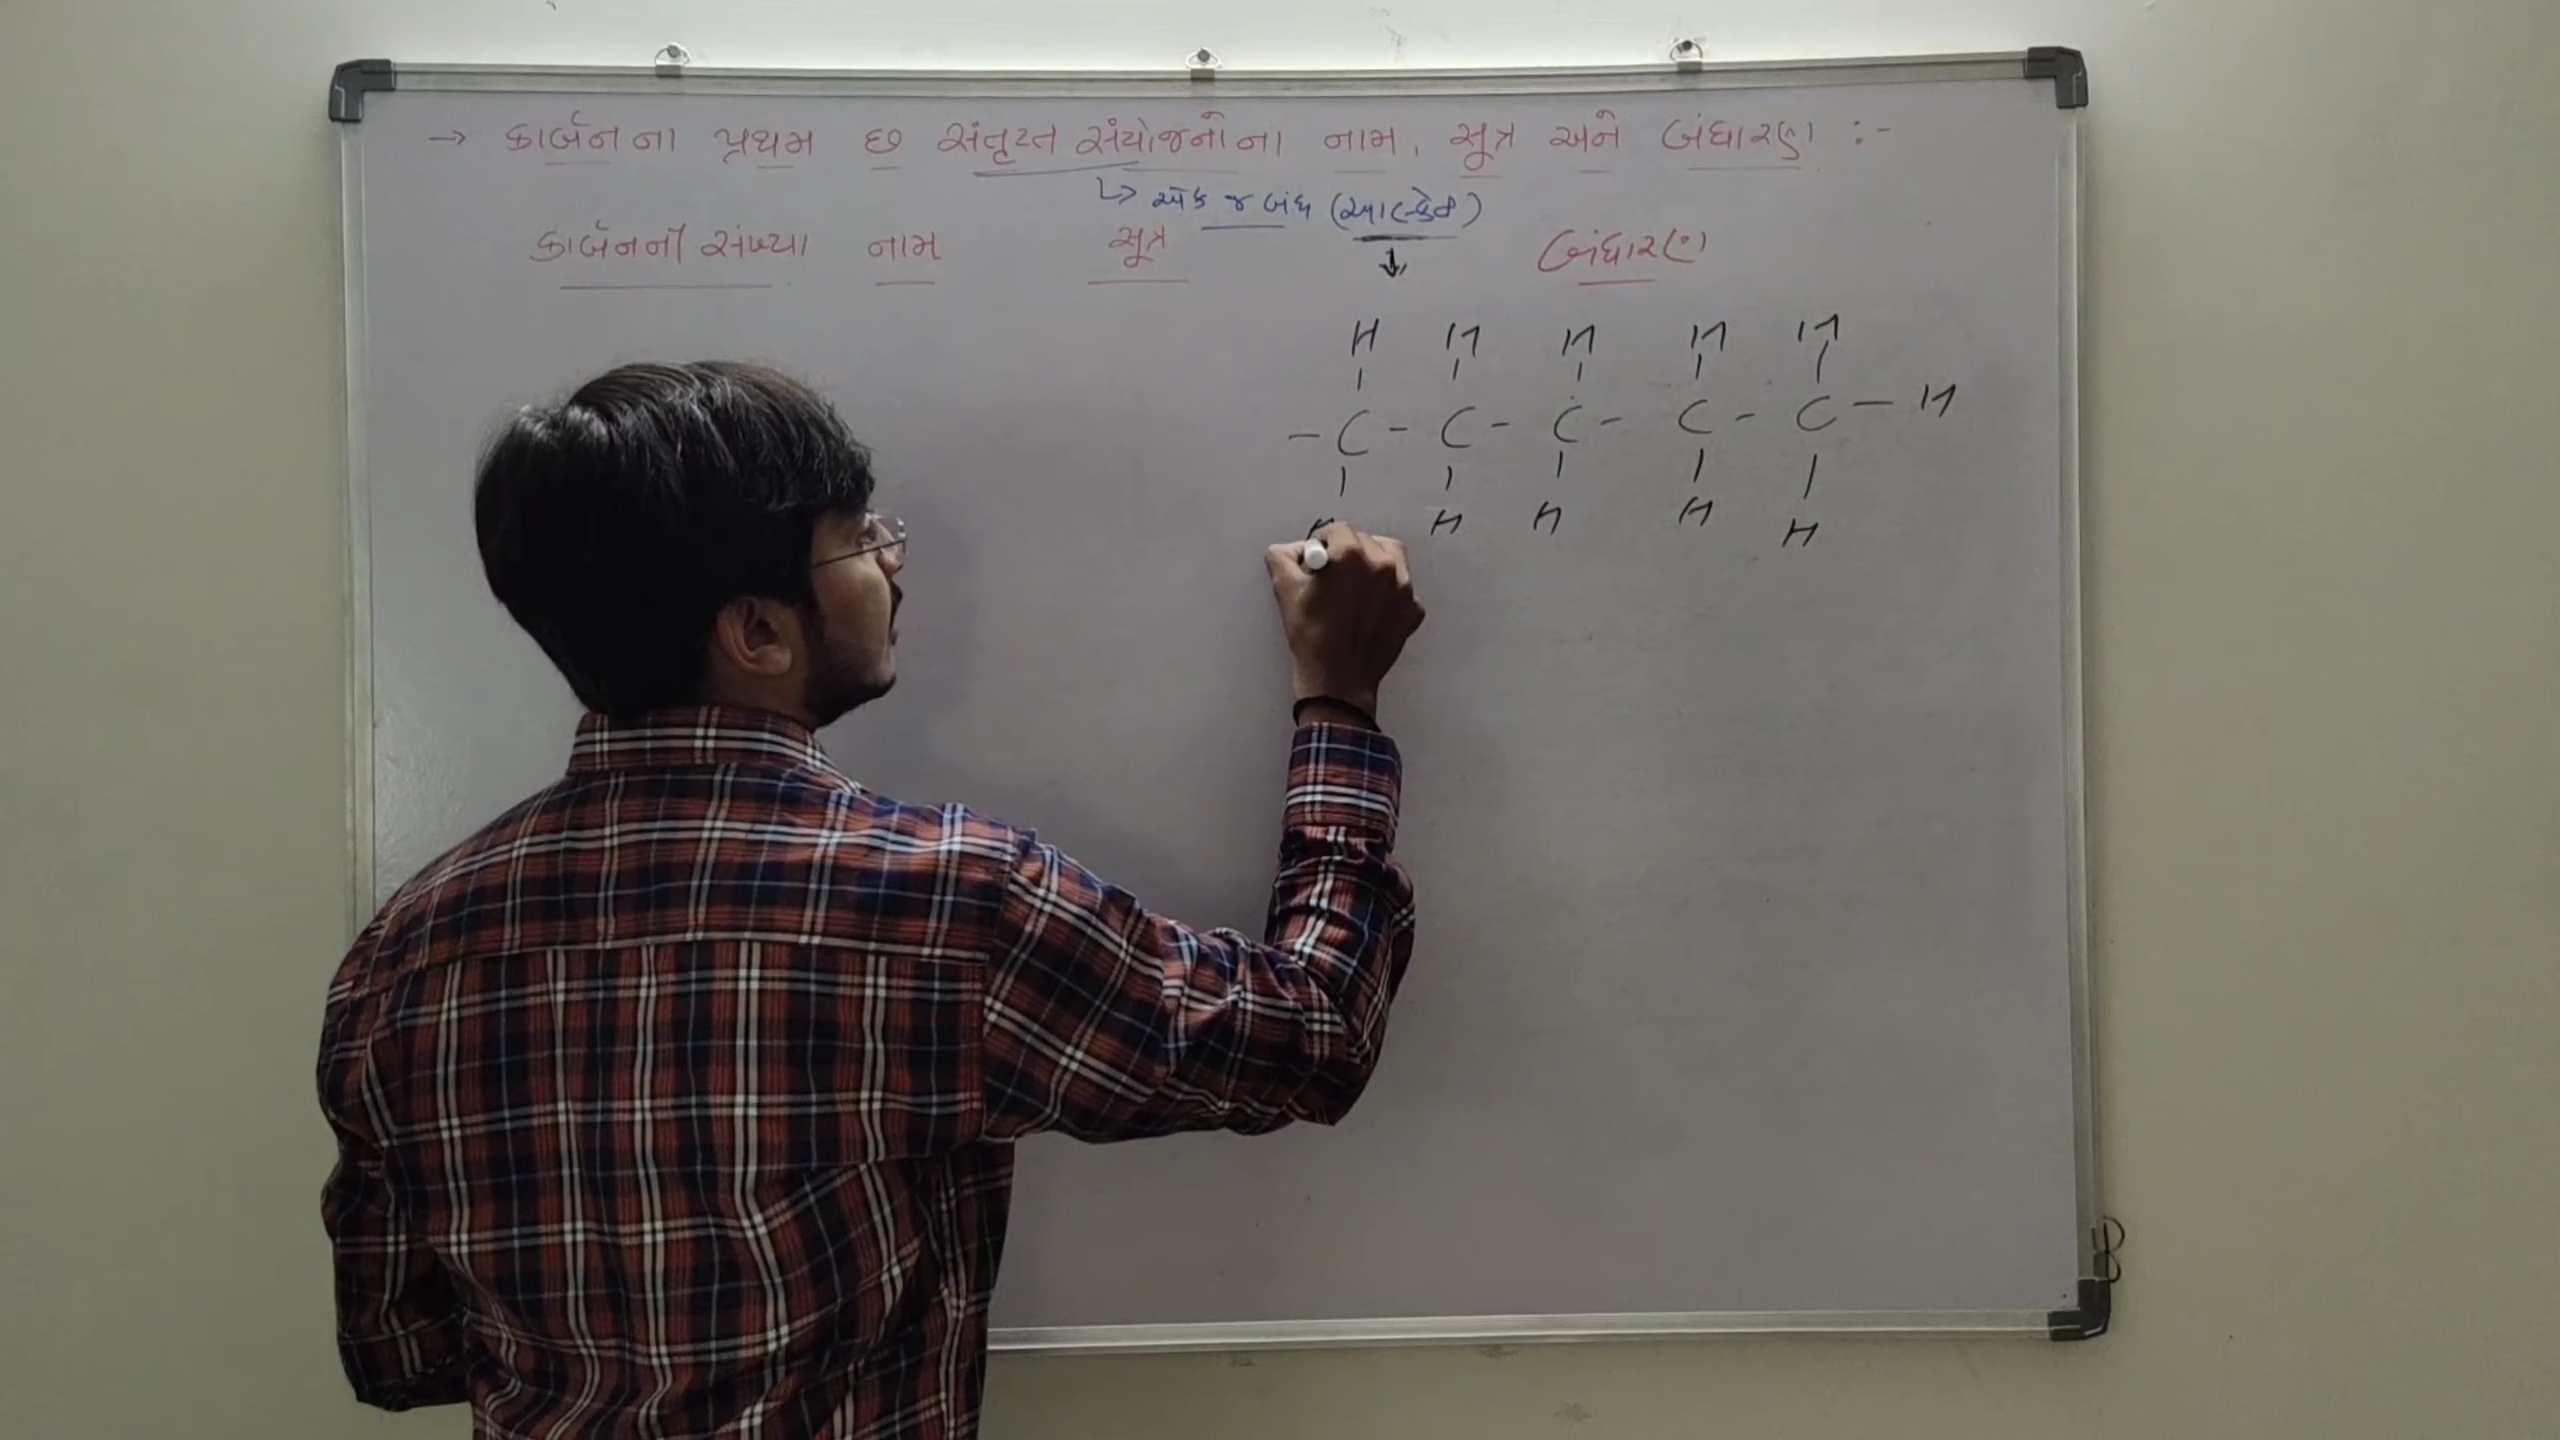 → કાર્બનના પ્રથમ છ સંતૃપ્ત સંયોજનોના નામ, સૂત્ર અને બંધારણ :-
↳ એક જ બંધ (આલ્કેન)
કાર્બનની સંખ્યા નામ સૂત્ર ↓ બંધારણ
H H H H H
| | | | |
– C – C – C – C – C – H
| | | | |
H H H H